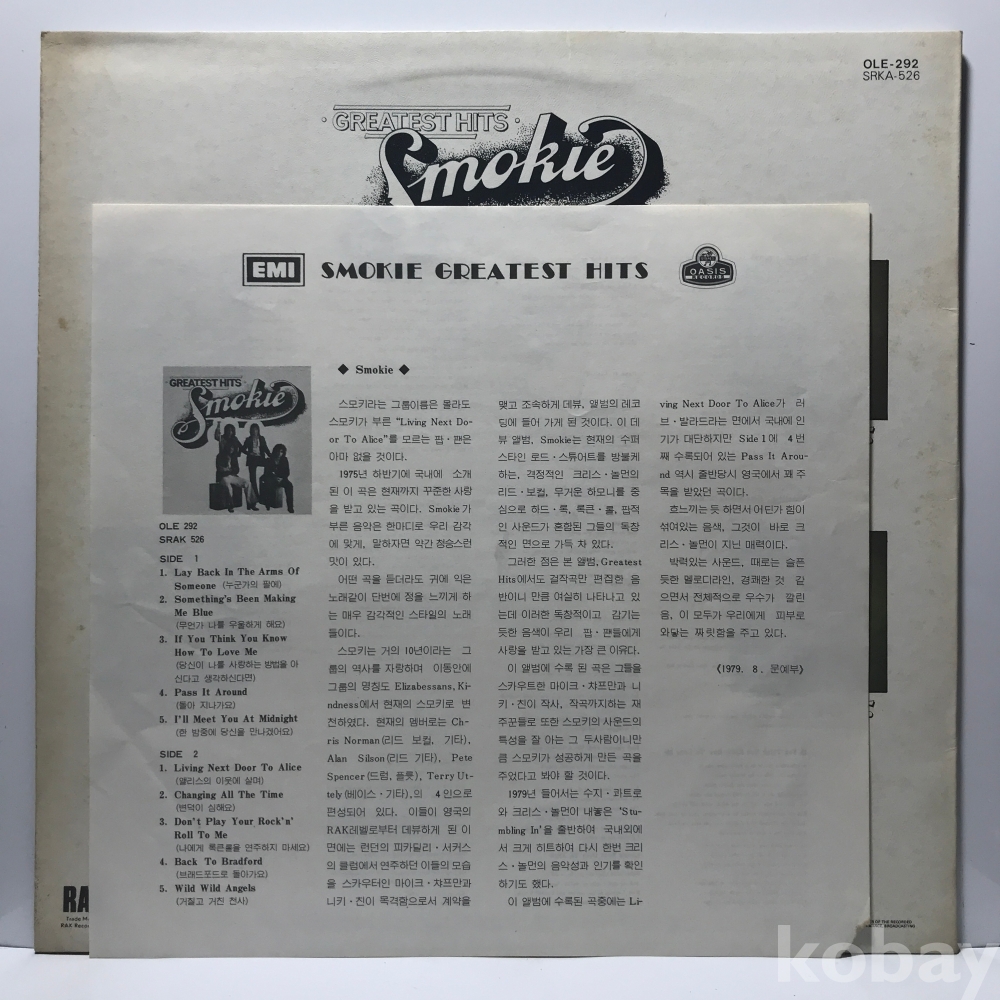 OLE-292
SRKA-526
GREATEST HITS
Smokie
EMI
SMOKIE GREATEST HITS
OASIS
RECORDS
GREATEST HITS
Smokie
OLE 292
SRAK 526
SIDE 1
1. Lay Back In The Arms Of
Someone (누군가의 팔에)
2. Something's Been Making
Me Blue
(무언가 나를 우울하게 해요)
3. If You Think You Know
How To Love Me
(당신이 나를 사랑하는 방법을 아
신다고 생각하신다면)
4. Pass It Around
(돌아 지나가요)
5. I'll Meet You At Midnight
(한 밤중에 당신을 만나겠어요)
SIDE 2
1. Living Next Door To Alice
(앨리스의 이웃에 살며)
2. Changing All The Time
(변덕이 심해요)
3. Don't Play Your Rock'n'
Roll To Me
(나에게 록큰롤을 연주하지 마세요)
4. Back To Bradford
(브래드포드로 돌아가요)
5. Wild Wild Angels
(거칠고 거친 천사)
◆ Smokie ◆
스모키라는 그룹이름은 몰라도
스모키가 부른 “Living Next Do-
or To Alice”를 모르는 팝·팬은
아마 없을 것이다.
1975년 하반기에 국내에 소개
된 이 곡은 현재까지 꾸준한 사랑
을 받고 있는 곡이다. Smokie가
부른 음악은 한마디로 우리 감각
에 맞게, 말하자면 약간 청승스런
맛이 있다.
어떤 곡을 듣더라도 귀에 익은
노래같이 단번에 정을 느끼게 하
는 매우 감각적인 스타일의 노래
들이다.
스모키는 거의 10년이라는 그
룹의 역사를 자랑하며 이동안에
그룹의 명칭도 Elizabessans, Ki-
ndness에서 현재의 스모키로 변
천하였다. 현재의 멤버로는 Ch-
ris Norman(리드 보컬, 기타),
Alan Silson(리드 기타), Pete
Spencer(드럼, 플룻), Terry Ut-
tely(베이스·기타),의 4인으로
편성되어 있다. 이들이 영국의
RAK레벨로부터 데뷰하게 된 이
면에는 런던의 피카딜리·서커스
의 클럽에서 연주하던 이들의 모습
을 스카우터인 마이크·챠프만과
니키·친이 목격함으로서 계약을
맺고 조속하게 데뷰, 앨범의 레코
딩에 들어 가게 된 것이다. 이 데
뷰 앨범, Smokie는 현재의 수퍼
스타인 로드·스튜어트를 방불케
하는, 격정적인 크리스·놀먼의
리드·보컬, 무거운 하모니를 중
심으로 하드·록, 록큰·롤, 팝적
인 사운드가 혼합된 그들의 독창
적인 면으로 가득 차 있다.
그러한 점은 본 앨범, Greatest
Hits에서도 걸작곡만 편집한 음
반이니 만큼 여실히 나타나고 있
는데 이러한 독창적이고 감기는
듯한 음색이 우리 팝·팬들에게
사랑을 받고 있는 가장 큰 이유다.
이 앨범에 수록 된 곡은 그들을
스카우트한 마이크·챠프만과 니
키·친이 작사, 작곡까지하는 재
주꾼들로 또한 스모키의 사운드의
특성을 잘 아는 그 두사람이니만
큼 스모키가 성공하게 만든 곡을
주었다고 봐야 할 것이다.
1979년 들어서는 수지·콰트로
와 크리스·놀먼이 내놓은 ‘Stu-
mbling In’을 출반하여 국내외에
서 크게 히트하여 다시 한번 크리
스·놀먼의 음악성과 인기를 확인
하기도 했다.
이 앨범에 수록된 곡중에는 Li-
ving Next Door To Alice가 러
브·발라드라는 면에서 국내에 인
기가 대단하지만 Side 1에 4번
째 수록되어 있는 Pass It Arou-
nd 역시 출반당시 영국에서 꽤 주
목을 받았던 곡이다.
흐느끼는 듯 하면서 어딘가 힘이
섞여있는 음색, 그것이 바로 크
리스·놀먼이 지닌 매력이다.
박력있는 사운드, 때로는 슬픈
듯한 멜로디라인, 경쾌한 것 같
으면서 전체적으로 우수가 깔린
음, 이 모두가 우리에게 피부로
와닿는 짜릿함을 주고 있다.
《1979. 8. 문예부》
RA
Trade M
RAK Recor
kobay